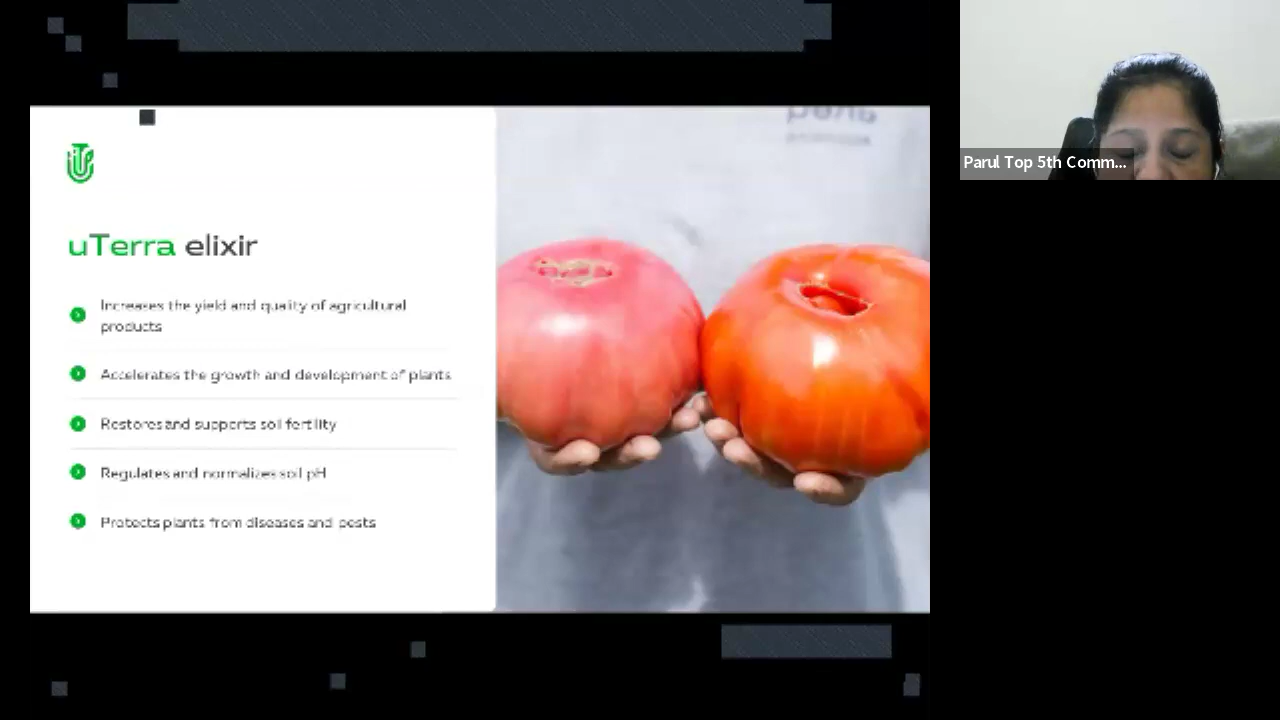 uTerra elixir
Increases the yield and quality of agricultural
products
Accelerates the growth and development of plants
Restores and supports soil fertility
Regulates and normalizes soil pH
Protects plants from diseases and pests
Parul Top 5th Comm...